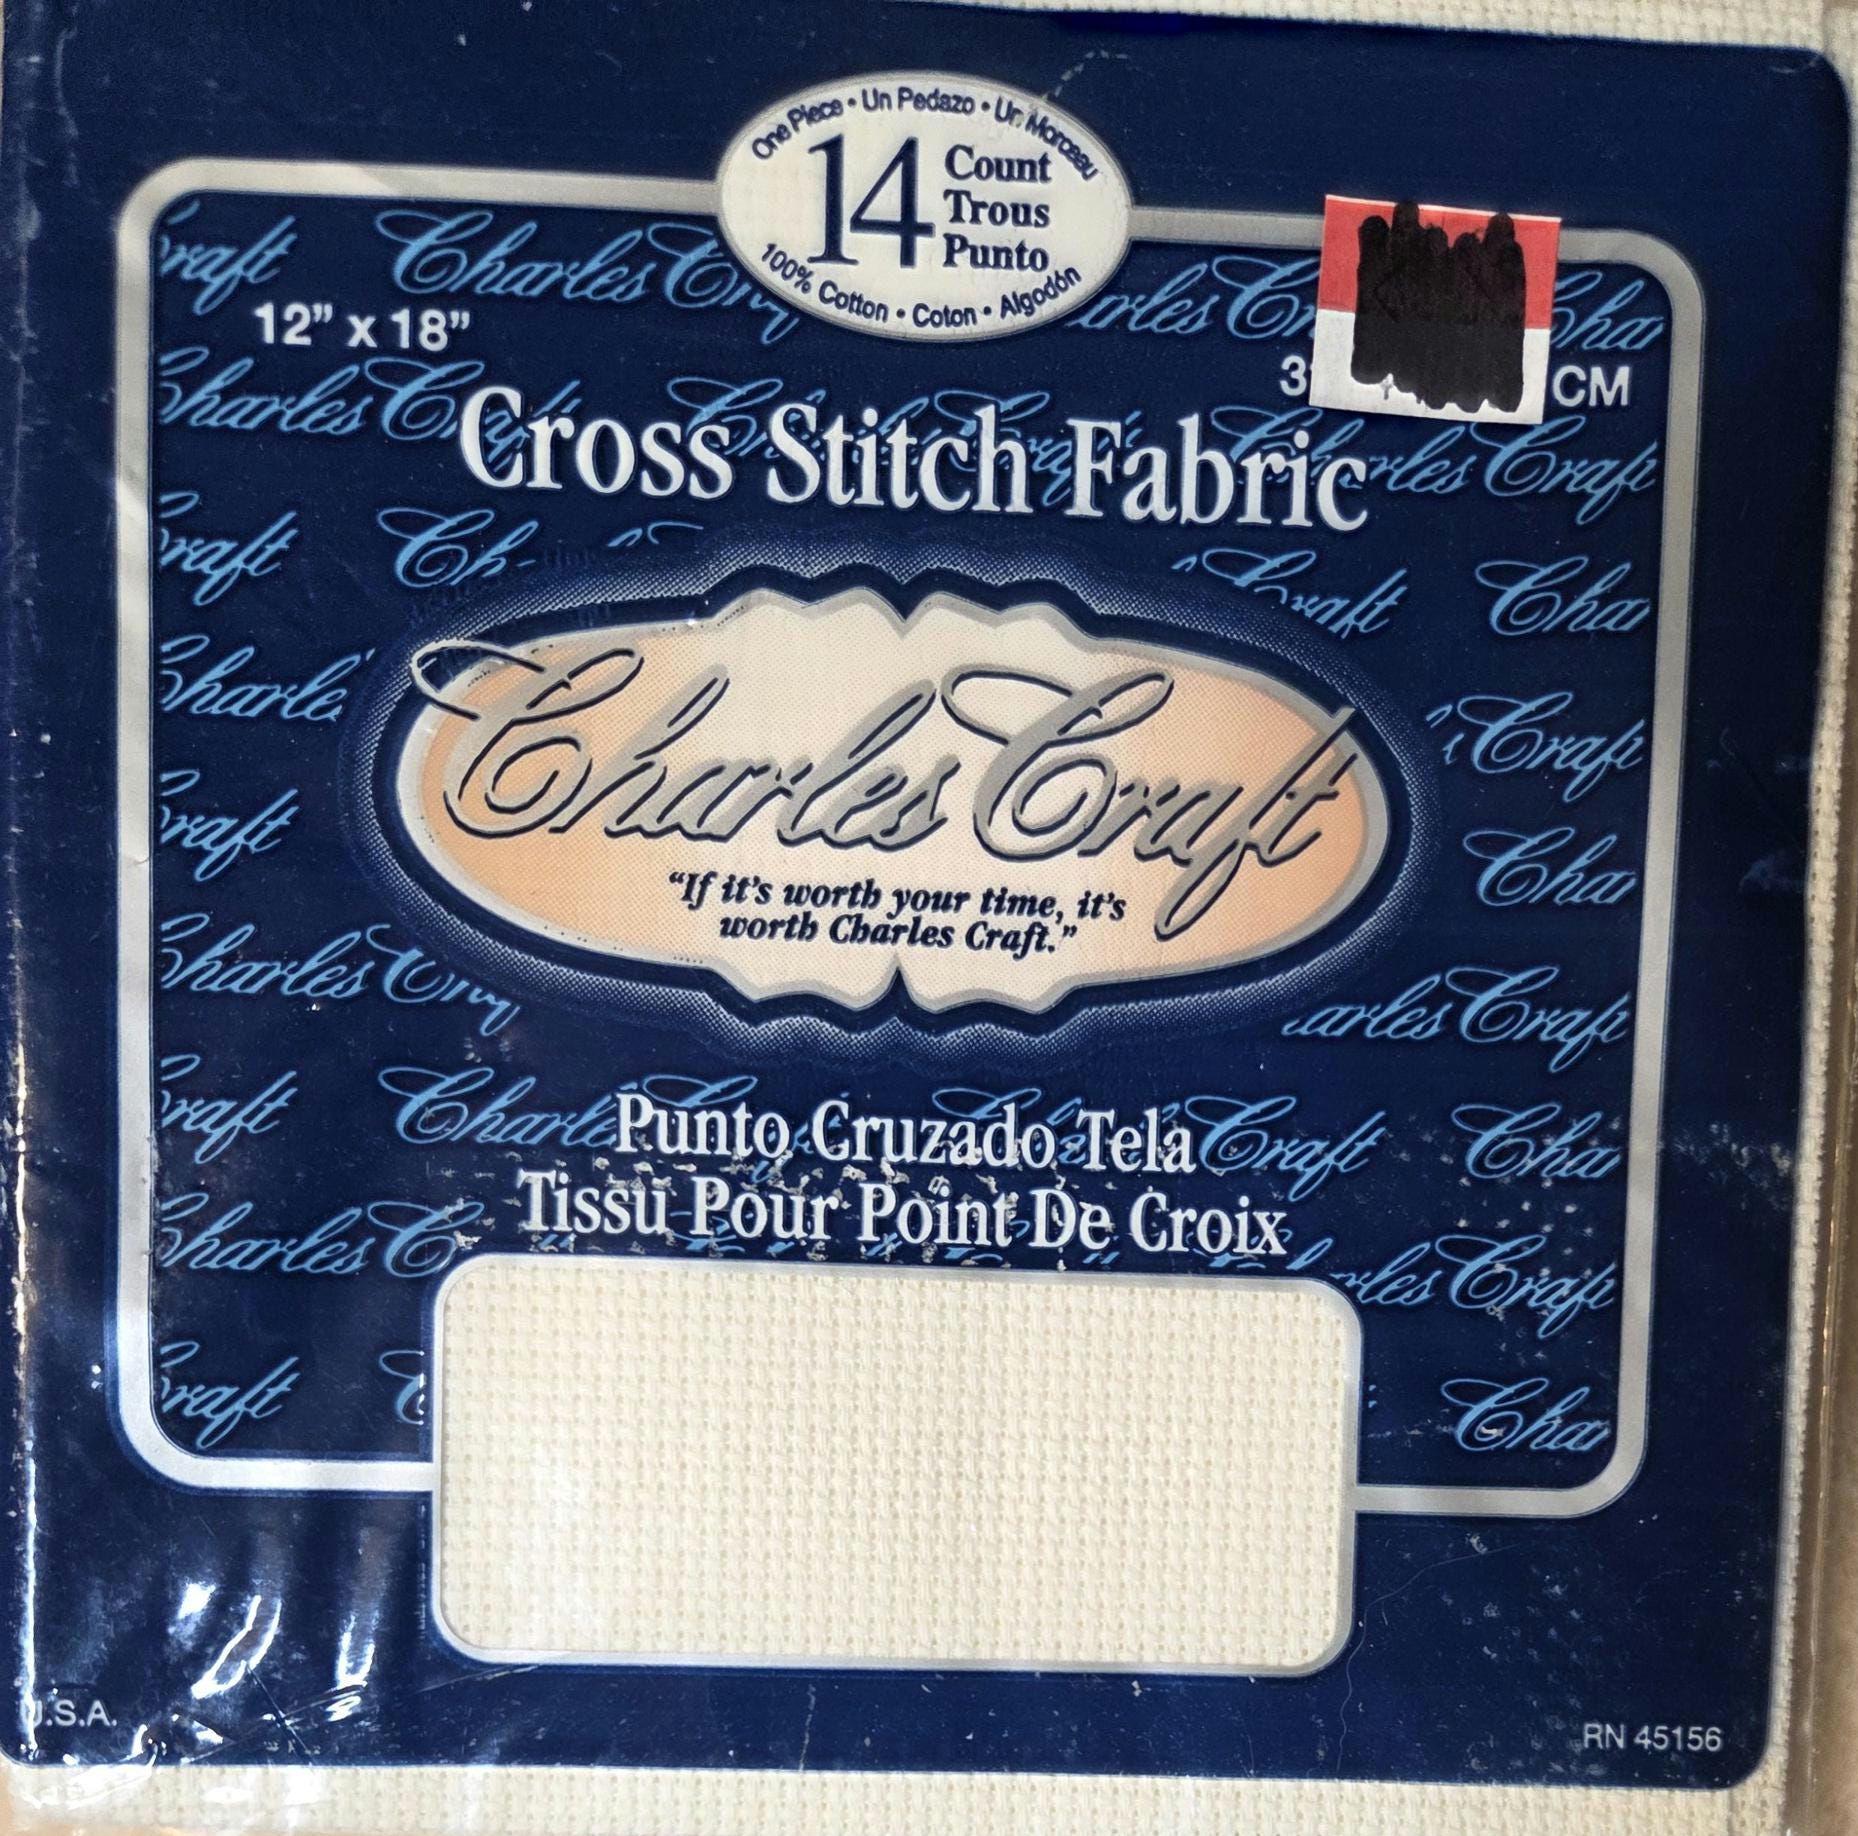 One Piece • Un Pedazo • Un Morceau
14
Count
Trous
Punto
100% Cotton • Coton • Algodón
12” x 18”
CM
Cross Stitch Fabric
Charles Craft
“If it’s worth your time, it’s
worth Charles Craft.”
Punto Cruzado Tela
Tissu Pour Point De Croix
U.S.A.
RN 45156